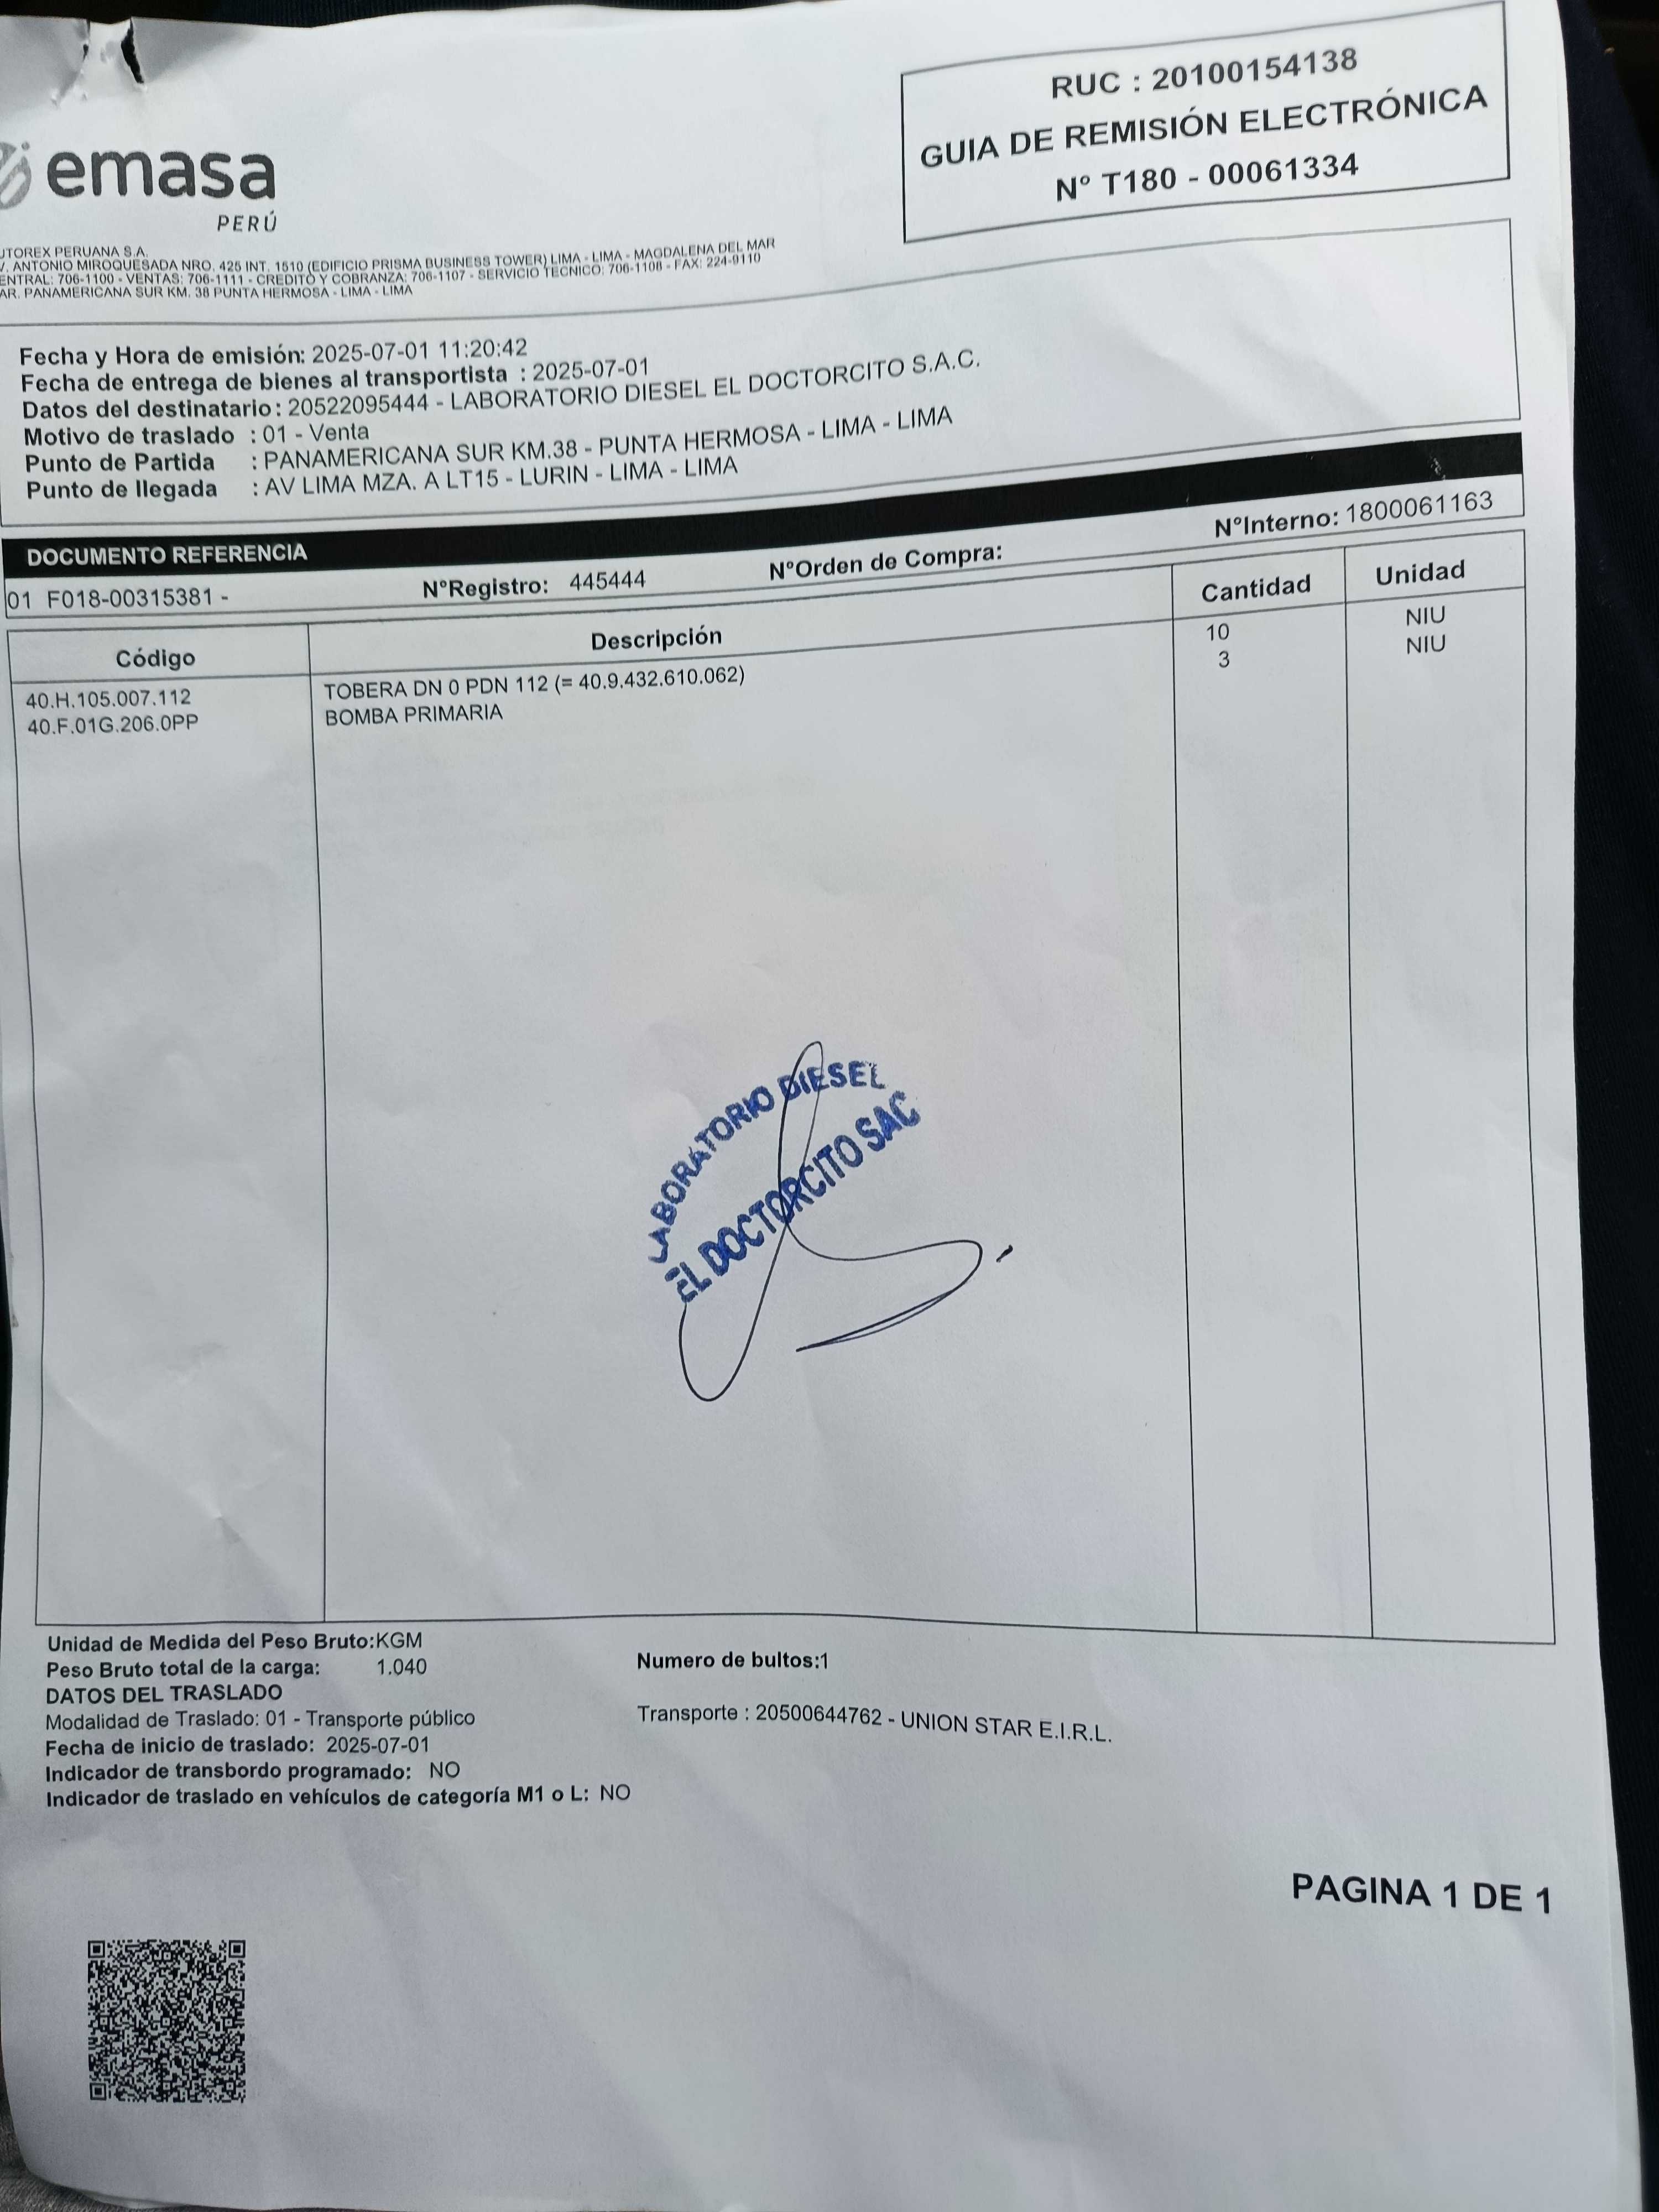 RUC : 20100154138
GUIA DE REMISIÓN ELECTRÓNICA
Nº T180 - 00061334
emasa
PERÚ
UTOREX PERUANA S.A.
V. ANTONIO MIROQUESADA NRO. 425 INT. 1510 (EDIFICIO PRISMA BUSINESS TOWER) LIMA - LIMA - MAGDALENA DEL MAR
ENTRAL: 706-1100 - VENTAS: 706-1111 - CREDITO Y COBRANZA: 706-1107 - SERVICIO TECNICO: 706-1108 - FAX: 224-9110
AR. PANAMERICANA SUR KM. 38 PUNTA HERMOSA - LIMA - LIMA
Fecha y Hora de emisión: 2025-07-01 11:20:42
Fecha de entrega de bienes al transportista : 2025-07-01
Datos del destinatario: 20522095444 - LABORATORIO DIESEL EL DOCTORCITO S.A.C.
Motivo de traslado : 01 - Venta
Punto de Partida : PANAMERICANA SUR KM.38 - PUNTA HERMOSA - LIMA - LIMA
Punto de llegada : AV LIMA MZA. A LT15 - LURIN - LIMA - LIMA
DOCUMENTO REFERENCIA
01 F018-00315381 - NºRegistro: 445444 NºOrden de Compra: NºInterno: 1800061163
Código Descripción Cantidad Unidad
40.H.105.007.112 TOBERA DN 0 PDN 112 (= 40.9.432.610.062) 10 NIU
40.F.01G.206.0PP BOMBA PRIMARIA 3 NIU
LABORATORIO DIESEL
EL DOCTORCITO SAC
Unidad de Medida del Peso Bruto:KGM
Peso Bruto total de la carga: 1.040 Numero de bultos:1
DATOS DEL TRASLADO
Modalidad de Traslado: 01 - Transporte público Transporte : 20500644762 - UNION STAR E.I.R.L.
Fecha de inicio de traslado: 2025-07-01
Indicador de transbordo programado: NO
Indicador de traslado en vehículos de categoría M1 o L: NO
PAGINA 1 DE 1